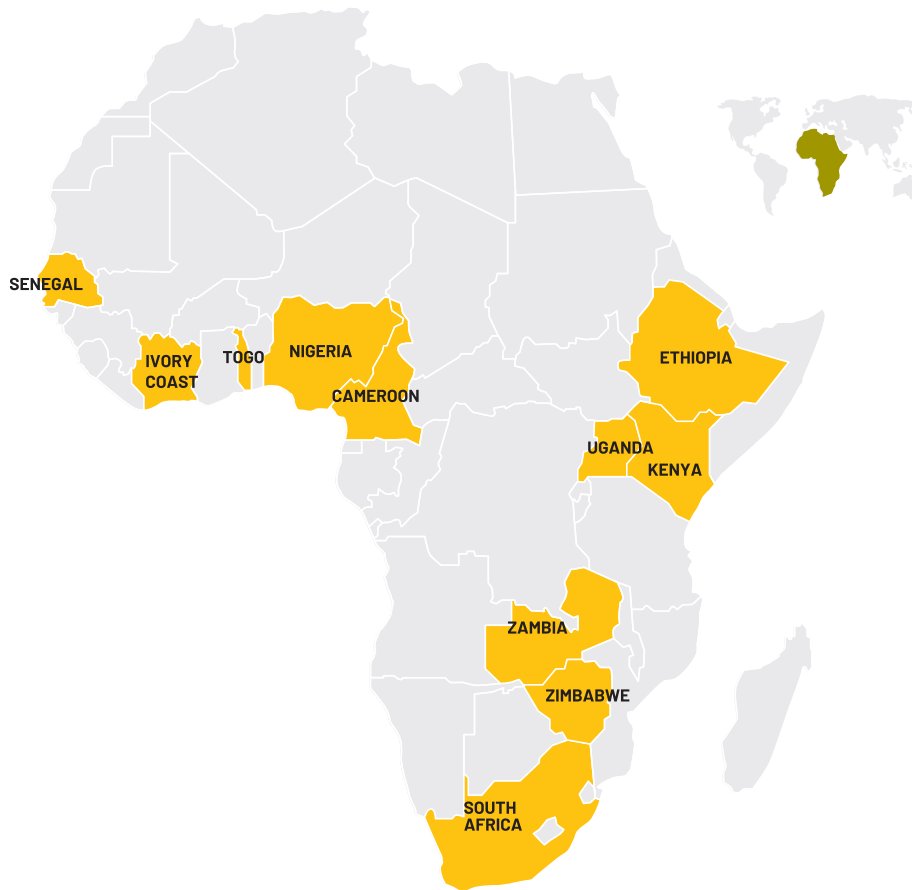 SENEGAL
IVORY
COAST
TOGO
NIGERIA
CAMEROON
ETHIOPIA
UGANDA
KENYA
ZAMBIA
ZIMBABWE
SOUTH
AFRICA